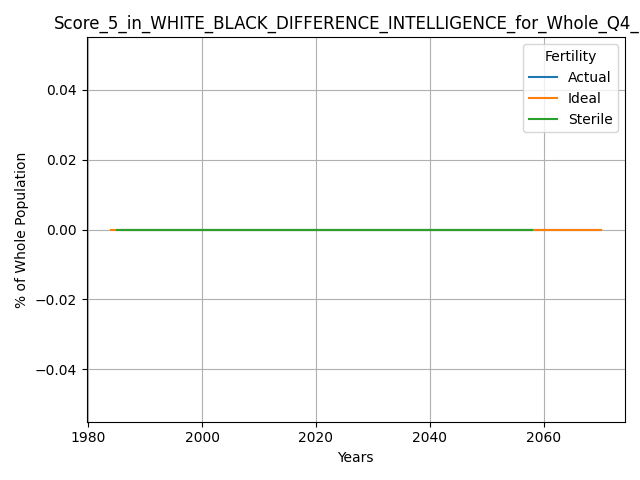 Score_5_in_WHITE_BLACK_DIFFERENCE_INTELLIGENCE_for_Whole_Q4_
Fertility
Actual
Ideal
Sterile
0.04
0.02
0.00
−0.02
−0.04
% of Whole Population
1980 2000 2020 2040 2060
Years